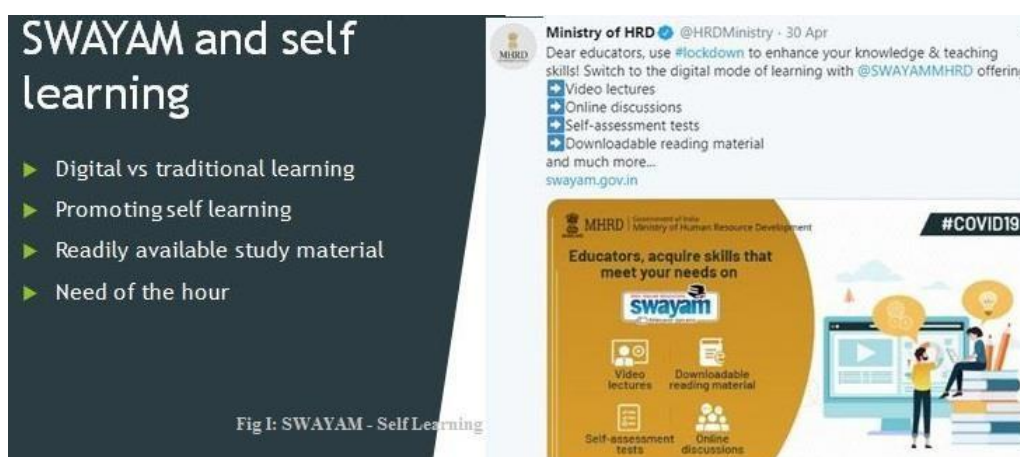 SWAYAM and self
learning
Digital vs traditional learning
Promoting self learning
Readily available study material
Need of the hour
Fig I: SWAYAM - Self Learning
MHRD
Ministry of HRD @HRDMinistry · 30 Apr
Dear educators, use #lockdown to enhance your knowledge & teaching
skills! Switch to the digital mode of learning with @SWAYAMMHRD offering
Video lectures
Online discussions
Self-assessment tests
Downloadable reading material
and much more...
swayam.gov.in
MHRD
Government of India
Ministry of Human Resource Development
#COVID19
Educators, acquire skills that
meet your needs on
swayam
Video
lectures
Downloadable
reading material
Self-assessment
tests
Online
discussions